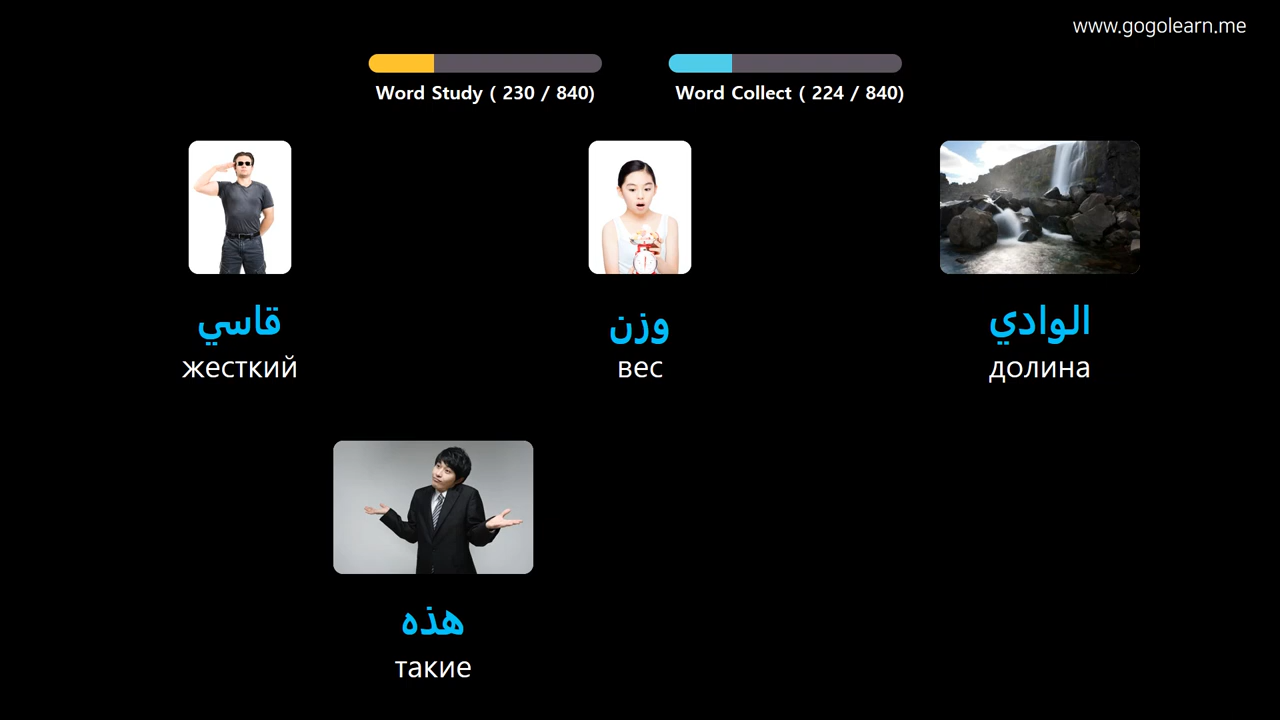 www.gogolearn.me
Word Study ( 230 / 840)
Word Collect ( 224 / 840)
قاسي
жесткий
وزن
вес
الوادي
долина
هذه
такие